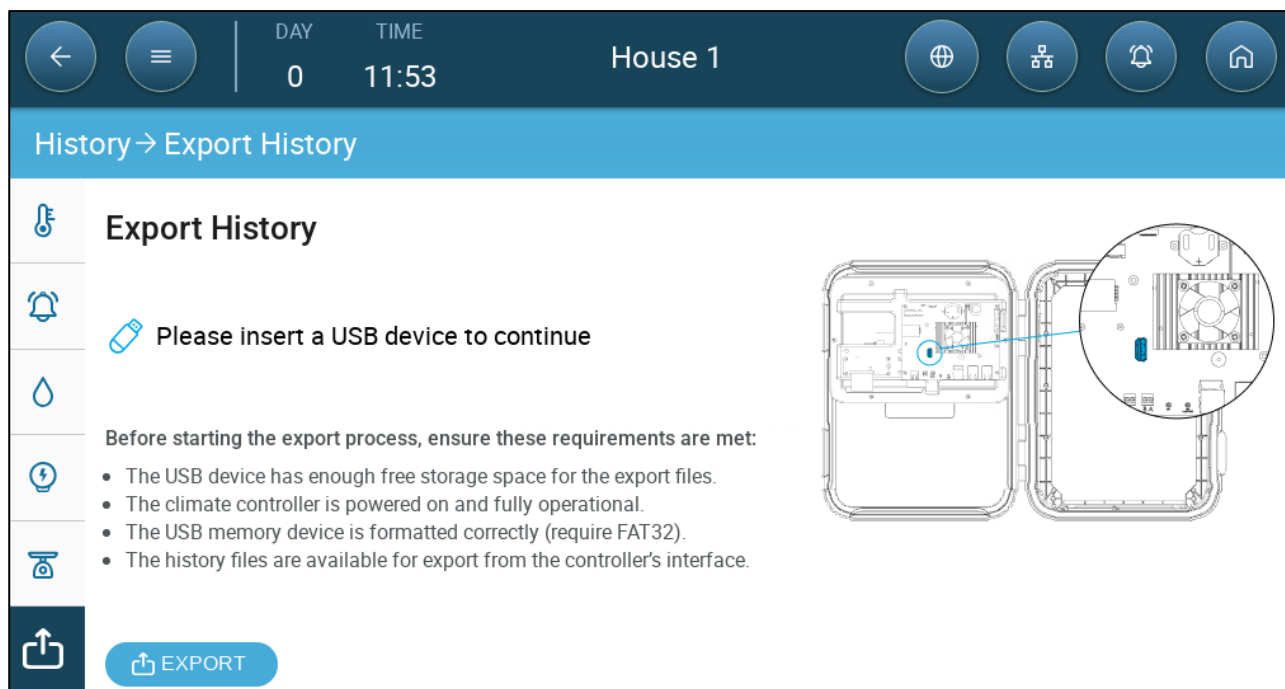 DAY TIME
0 11:53
House 1
History → Export History
Export History
Please insert a USB device to continue
Before starting the export process, ensure these requirements are met:
• The USB device has enough free storage space for the export files.
• The climate controller is powered on and fully operational.
• The USB memory device is formatted correctly (require FAT32).
• The history files are available for export from the controller's interface.
EXPORT